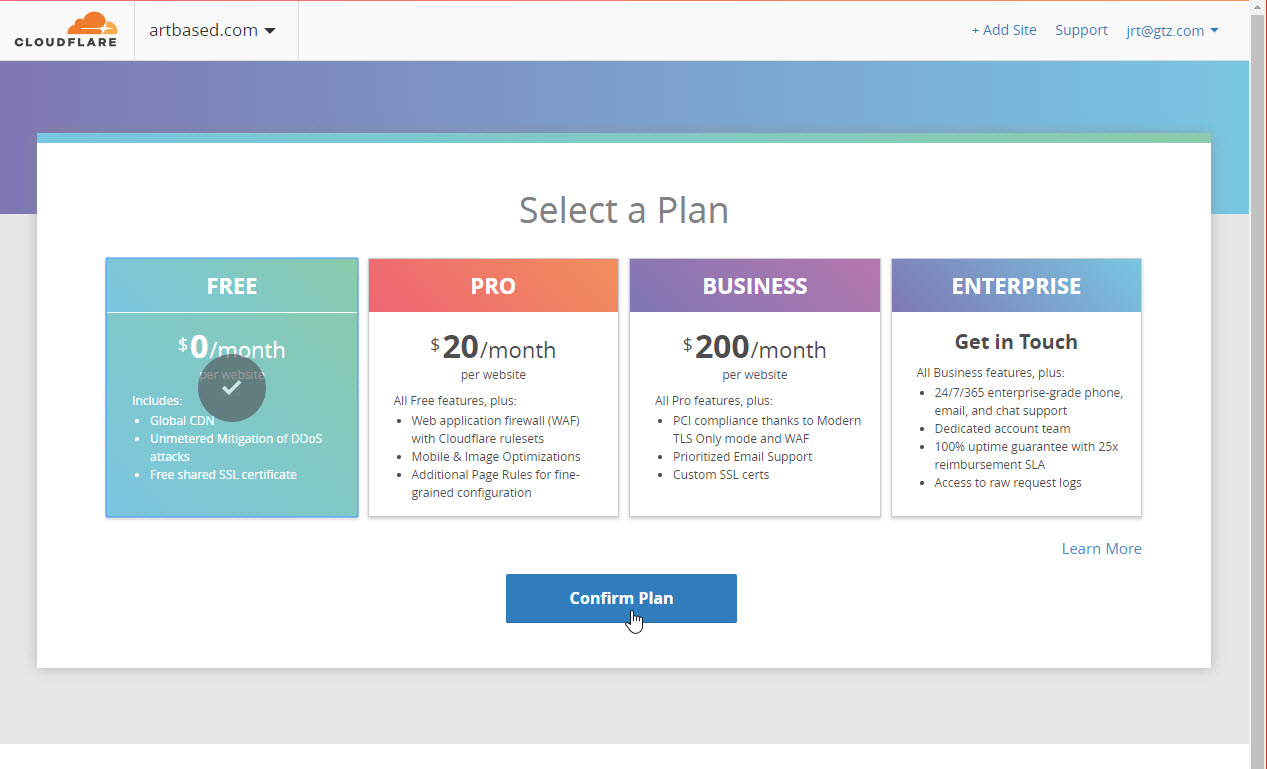 CLOUDFLARE
artbased.com
+ Add Site
Support
jrt@gtz.com
Select a Plan
FREE
$0/month
per website
Includes:
Global CDN
Unmetered Mitigation of DDoS
attacks
Free shared SSL certificate
PRO
$20/month
per website
All Free features, plus:
Web application firewall (WAF)
with Cloudflare rulesets
Mobile & Image Optimizations
Additional Page Rules for fine-
grained configuration
BUSINESS
$200/month
per website
All Pro features, plus:
PCI compliance thanks to Modern
TLS Only mode and WAF
Prioritized Email Support
Custom SSL certs
ENTERPRISE
Get in Touch
All Business features, plus:
24/7/365 enterprise-grade phone,
email, and chat support
Dedicated account team
100% uptime guarantee with 25x
reimbursement SLA
Access to raw request logs
Learn More
Confirm Plan